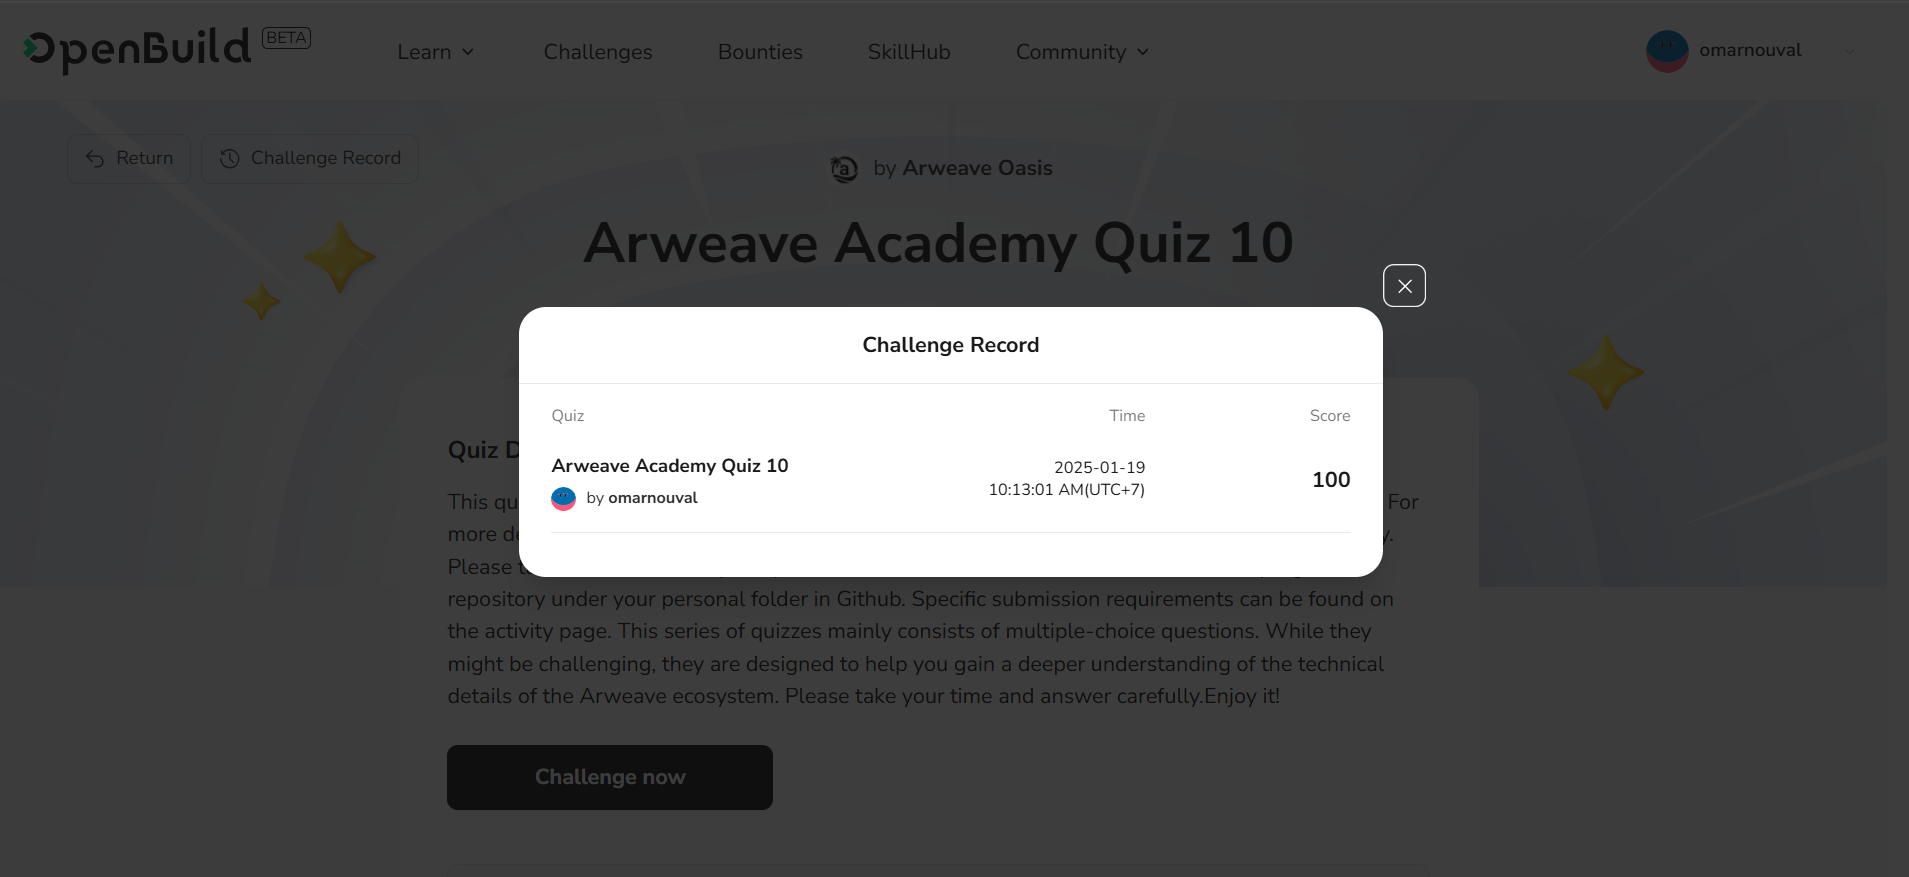 OpenBuild BETA
Learn Challenges Bounties SkillHub Community omarnouval
Return Challenge Record
by Arweave Oasis
Arweave Academy Quiz 10
Challenge Record
Quiz Time Score
Arweave Academy Quiz 10
by omarnouval
2025-01-19
10:13:01 AM(UTC+7)
100
Quiz
This For
more
Please
repository under your personal folder in Github. Specific submission requirements can be found on
the activity page. This series of quizzes mainly consists of multiple-choice questions. While they
might be challenging, they are designed to help you gain a deeper understanding of the technical
details of the Arweave ecosystem. Please take your time and answer carefully.Enjoy it!
Challenge now